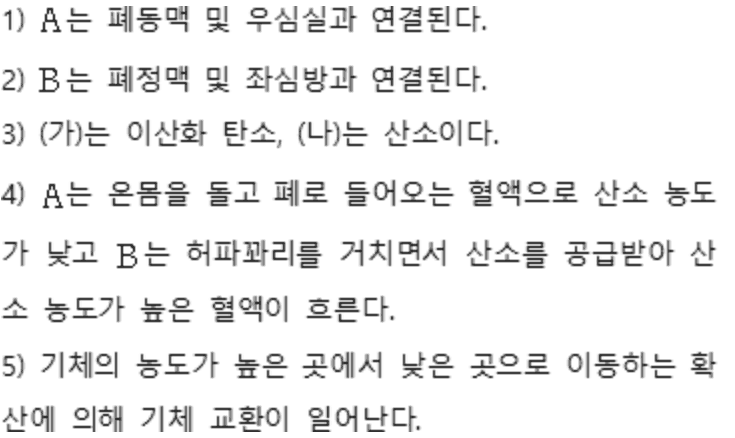 1) A는 폐동맥 및 우심실과 연결된다.
2) B는 폐정맥 및 좌심방과 연결된다.
3) (가)는 이산화 탄소, (나)는 산소이다.
4) A는 온몸을 돌고 폐로 들어오는 혈액으로 산소 농도
가 낮고 B는 허파꽈리를 거치면서 산소를 공급받아 산
소 농도가 높은 혈액이 흐른다.
5) 기체의 농도가 높은 곳에서 낮은 곳으로 이동하는 확
산에 의해 기체 교환이 일어난다.